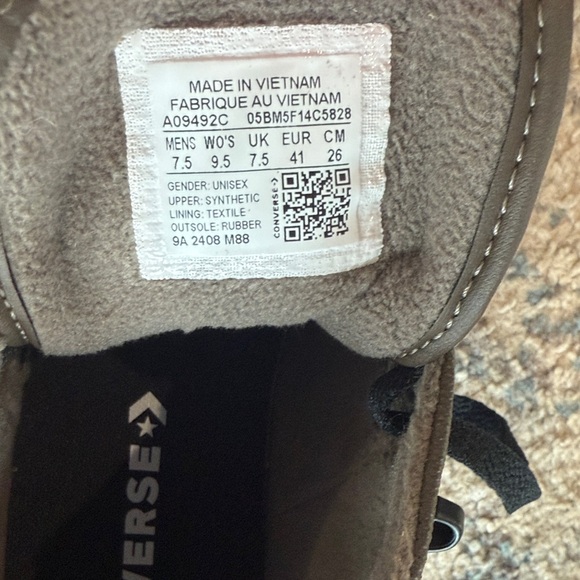 MADE IN VIETNAM
FABRIQUE AU VIETNAM
A09492C 05BM5F14C5828
MENS WO'S UK EUR CM
7.5 9.5 7.5 41 26
GENDER: UNISEX
UPPER: SYNTHETIC
LINING: TEXTILE
OUTSOLE: RUBBER
9A 2408 M88
CONVERSE
VERSE